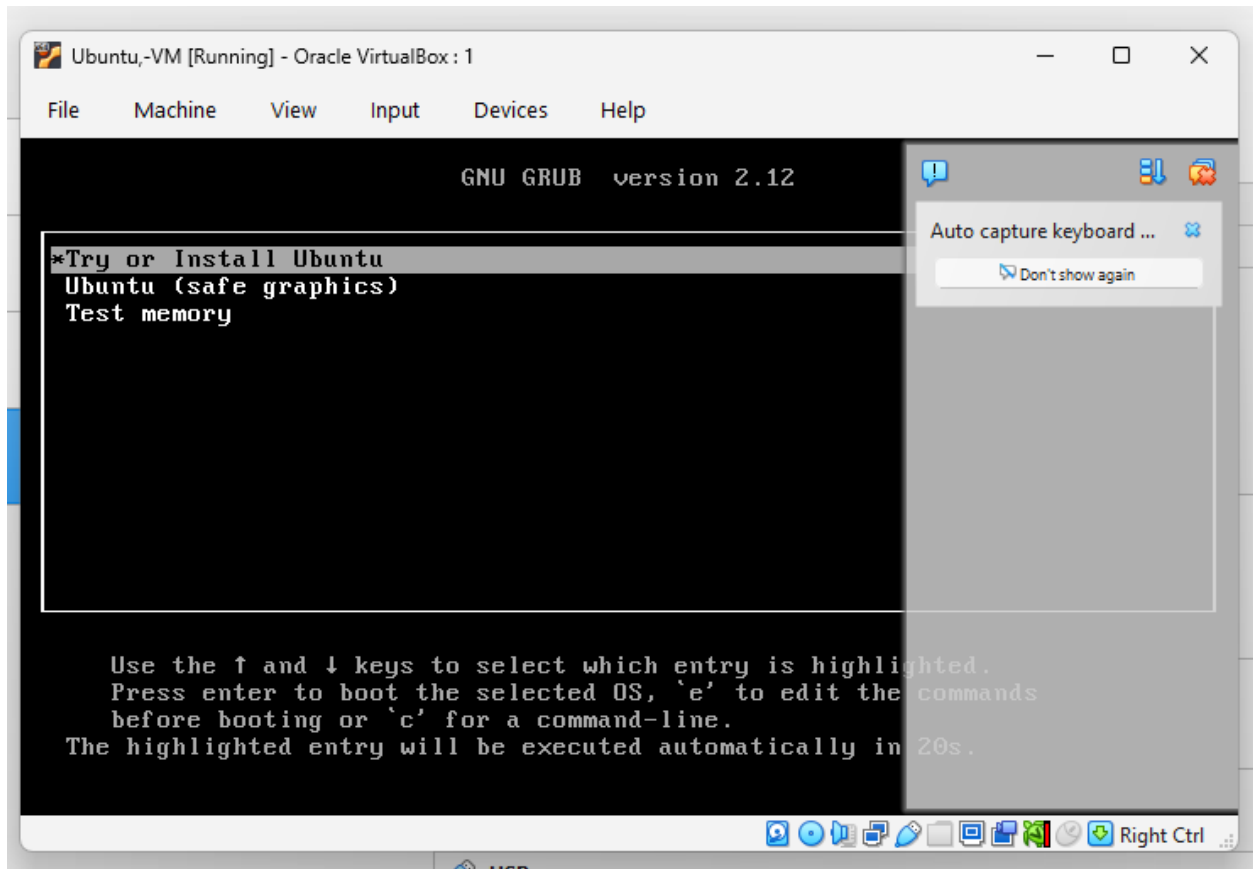 Ubuntu,-VM [Running] - Oracle VirtualBox : 1
File Machine View Input Devices Help
GNU GRUB version 2.12
Auto capture keyboard ...
Don't show again
*Try or Install Ubuntu
Ubuntu (safe graphics)
Test memory
Use the ↑ and ↓ keys to select which entry is highlighted.
Press enter to boot the selected OS, `e' to edit the commands
before booting or `c' for a command-line.
The highlighted entry will be executed automatically in 20s.
Right Ctrl